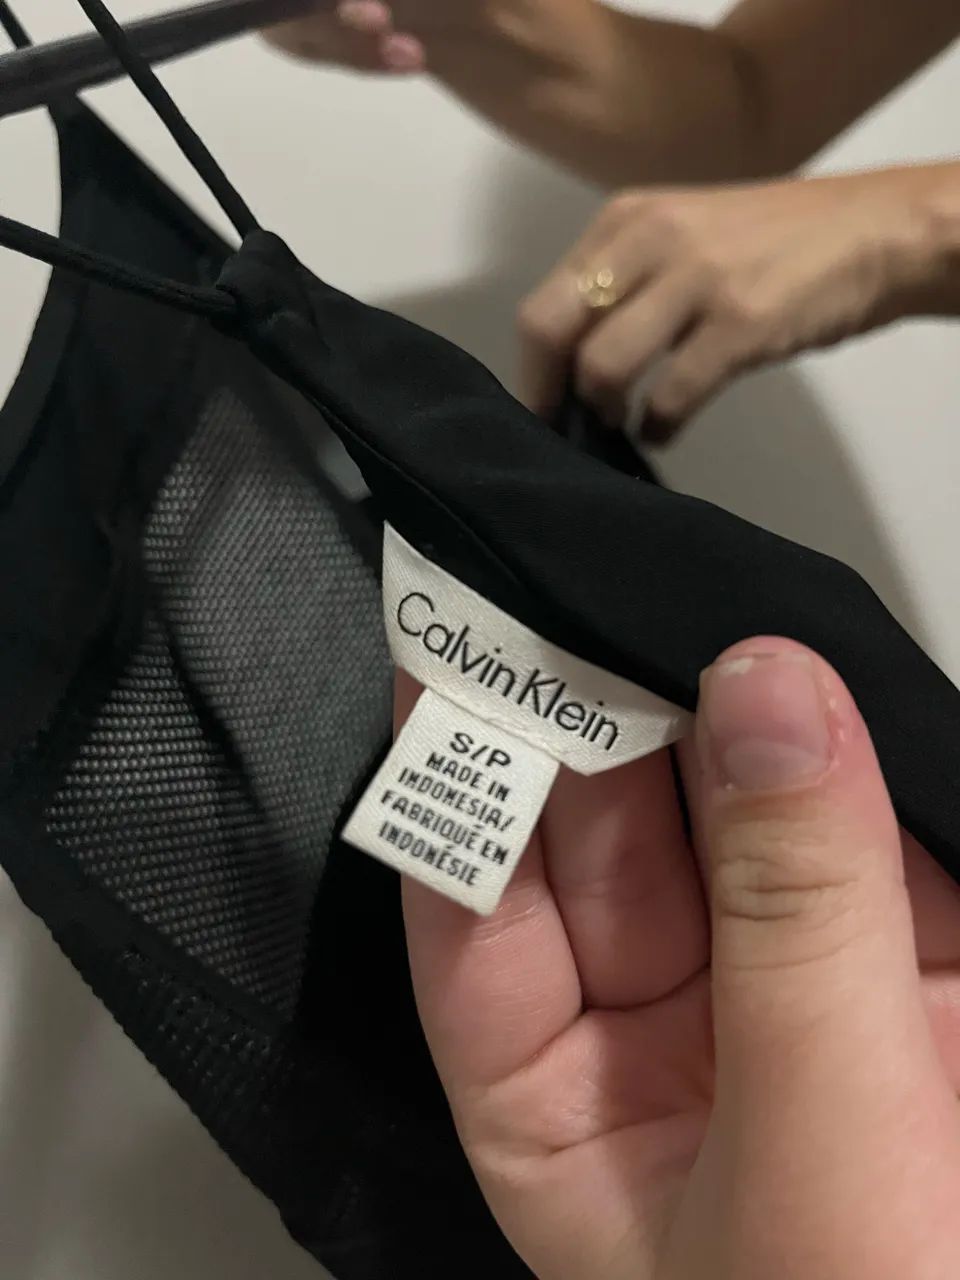 Calvin Klein
S/P
MADE IN
INDONESIA/
FABRIQUÉ EN
INDONÉSIE